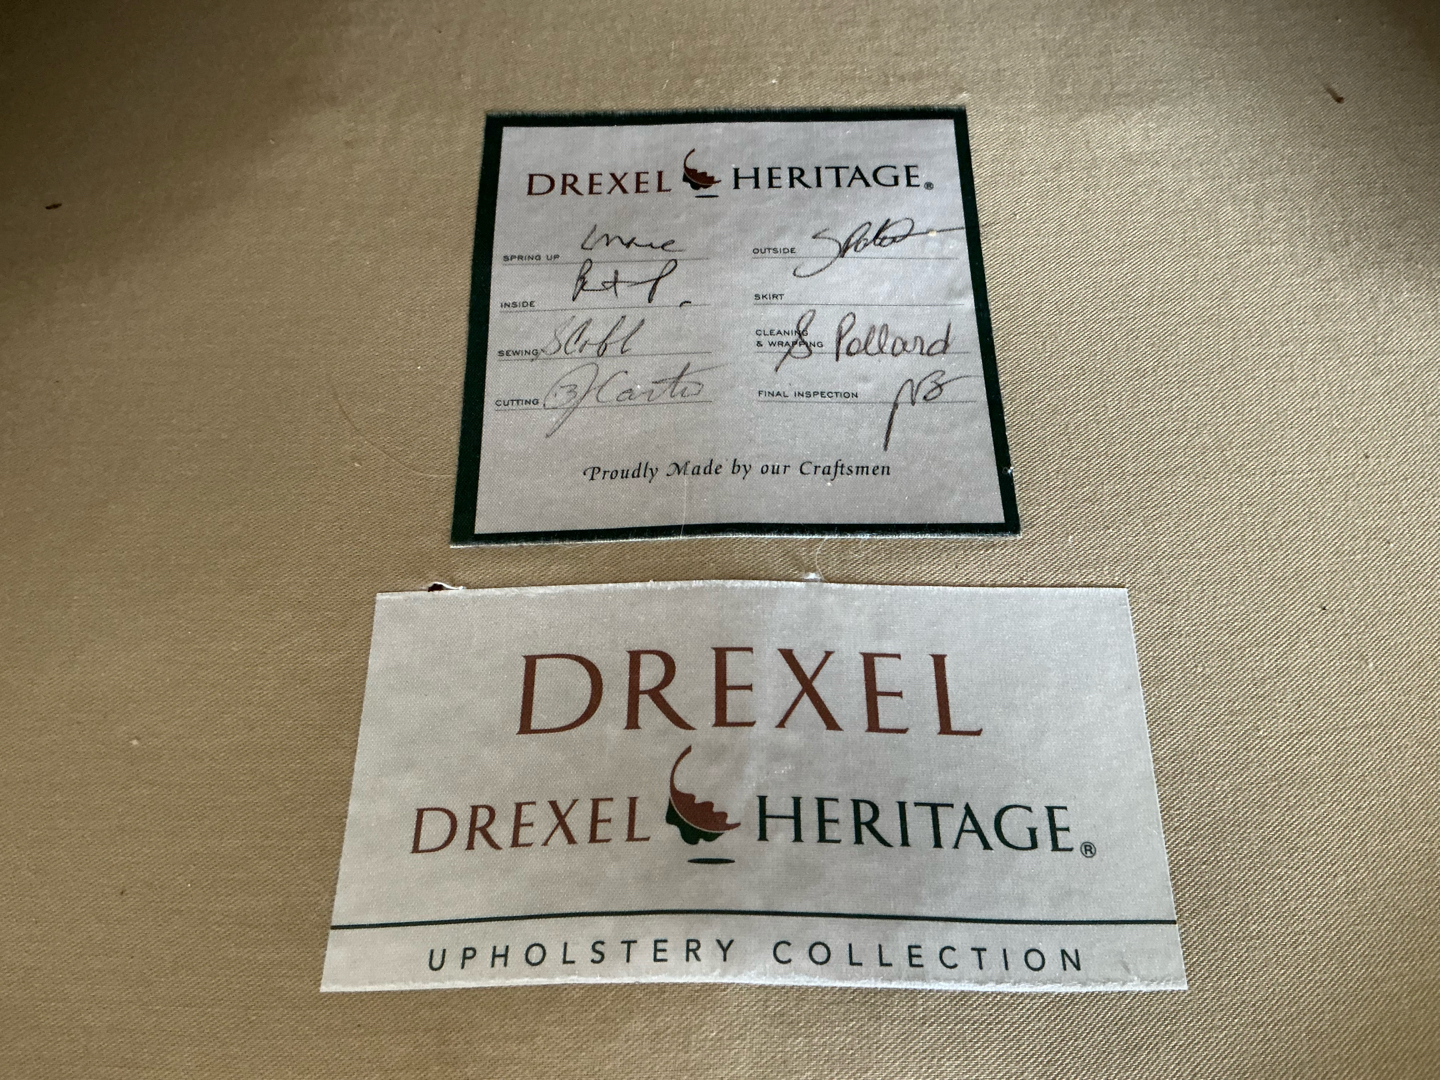 DREXEL HERITAGE®
SPRING UP
OUTSIDE
INSIDE
SKIRT
SEWING
CLEANING
& WRAPPING S Pollard
CUTTING
FINAL INSPECTION NB
Proudly Made by our Craftsmen
DREXEL
DREXEL HERITAGE®
UPHOLSTERY COLLECTION